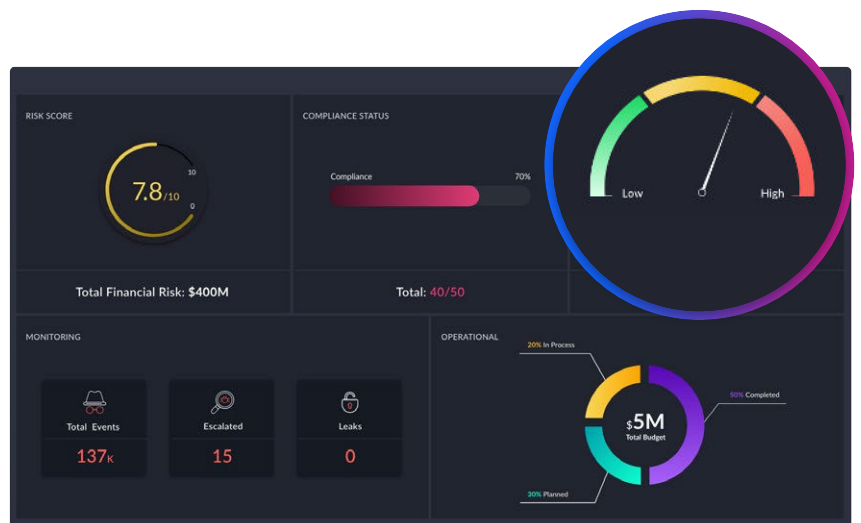 RISK SCORE
7.8/10
10
0
Total Financial Risk: $400M
COMPLIANCE STATUS
Compliance 70%
Total: 40/50
Low High
MONITORING
Total Events
137K
Escalated
15
Leaks
0
OPERATIONAL
20% In Process
50% Completed
$5M
Total Budget
30% Planned